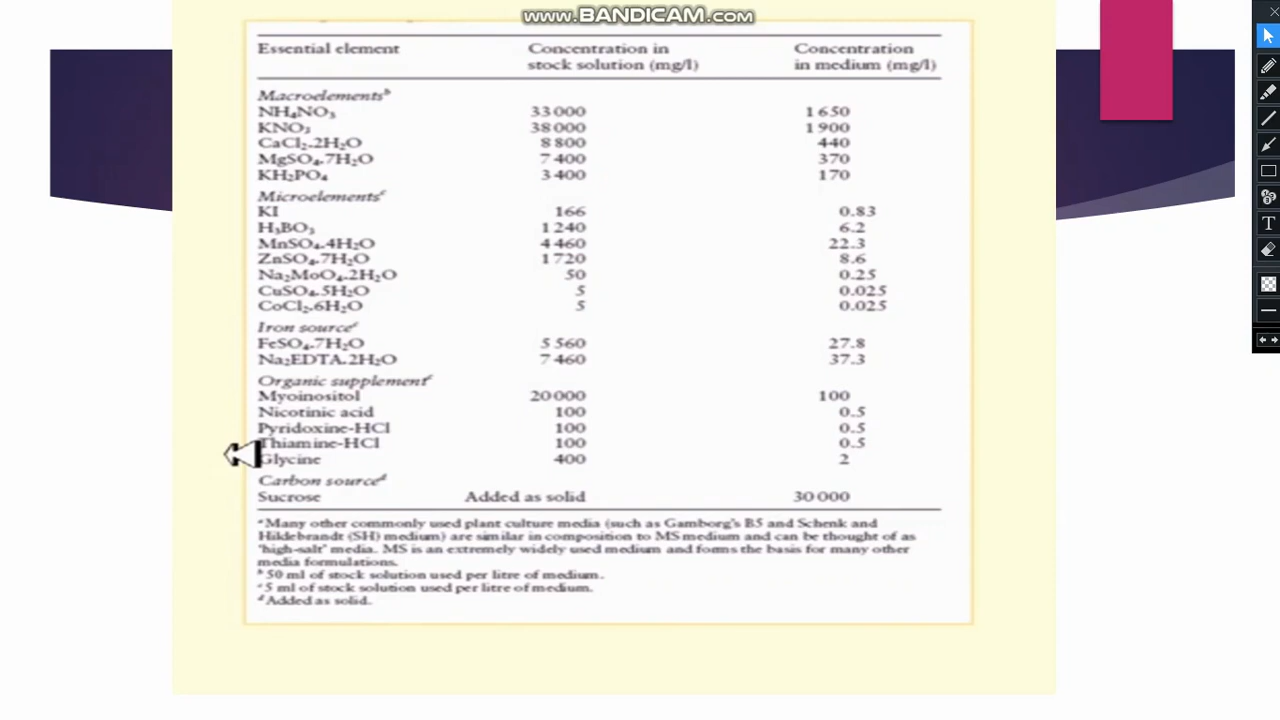 www.BANDICAM.com
Essential element Concentration in stock solution (mg/l) Concentration in medium (mg/l)
Macroelementsᵇ
NH₄NO₃ 33 000 1 650
KNO₃ 38 000 1 900
CaCl₂.2H₂O 8 800 440
MgSO₄.7H₂O 7 400 370
KH₂PO₄ 3 400 170
Microelementsᶜ
KI 166 0.83
H₃BO₃ 1 240 6.2
MnSO₄.4H₂O 4 460 22.3
ZnSO₄.7H₂O 1 720 8.6
Na₂MoO₄.2H₂O 50 0.25
CuSO₄.5H₂O 5 0.025
CoCl₂.6H₂O 5 0.025
Iron sourceᶜ
FeSO₄.7H₂O 5 560 27.8
Na₂EDTA.2H₂O 7 460 37.3
Organic supplementᶜ
Myoinositol 20 000 100
Nicotinic acid 100 0.5
Pyridoxine-HCl 100 0.5
Thiamine-HCl 100 0.5
Glycine 400 2
Carbon sourceᵈ
Sucrose Added as solid 30 000
ᵃMany other commonly used plant culture media (such as Gamborg's B5 and Schenk and
Hildebrandt (SH) medium) are similar in composition to MS medium and can be thought of as
'high-salt' media. MS is an extremely widely used medium and forms the basis for many other
media formulations.
ᵇ 50 ml of stock solution used per litre of medium.
ᶜ 5 ml of stock solution used per litre of medium.
ᵈ Added as solid.